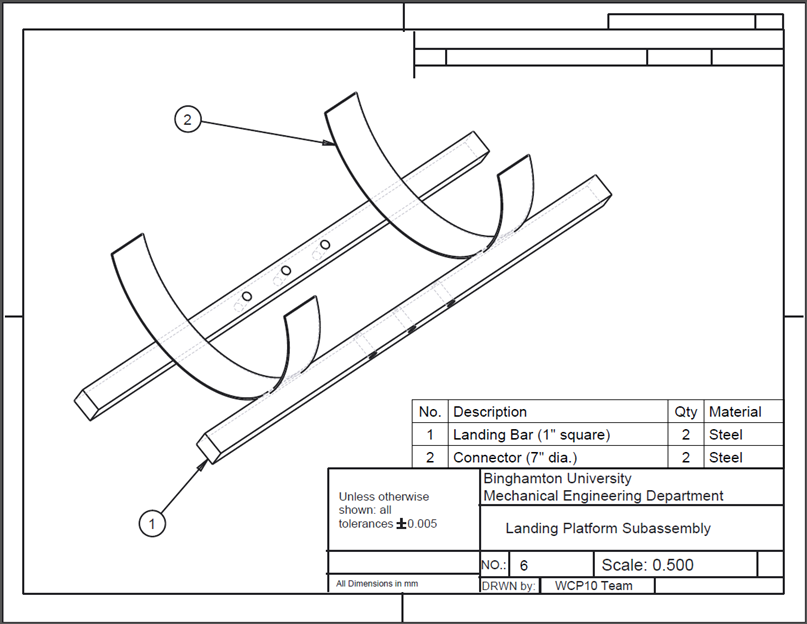 2
1
No. Description Qty Material
1 Landing Bar (1" square) 2 Steel
2 Connector (7" dia.) 2 Steel
Unless otherwise
shown: all
tolerances ±0.005
All Dimensions in mm
Binghamton University
Mechanical Engineering Department
Landing Platform Subassembly
NO.: 6 Scale: 0.500
DRWN by: WCP10 Team